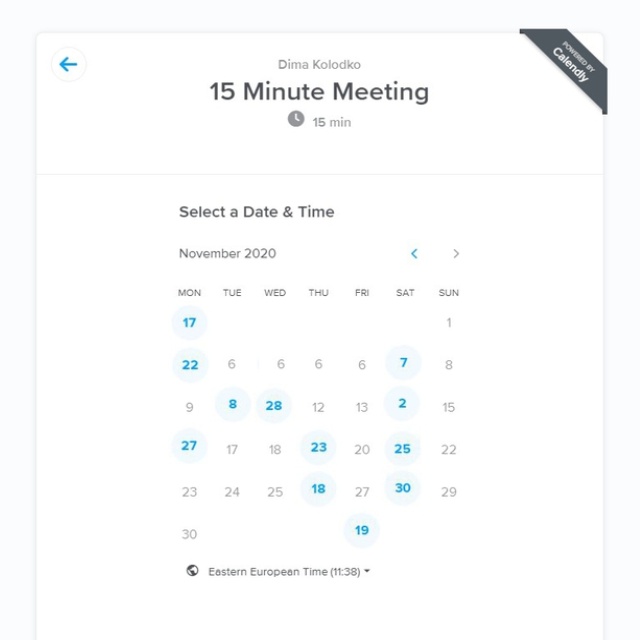 POWERED BY
Calendly
Dima Kolodko
15 Minute Meeting
15 min
Select a Date & Time
November 2020
MON TUE WED THU FRI SAT SUN
17 1
22 6 6 6 6 7 8
9 8 28 12 13 2 15
27 17 18 23 20 25 22
23 24 25 18 27 30 29
30 19
Eastern European Time (11:38)